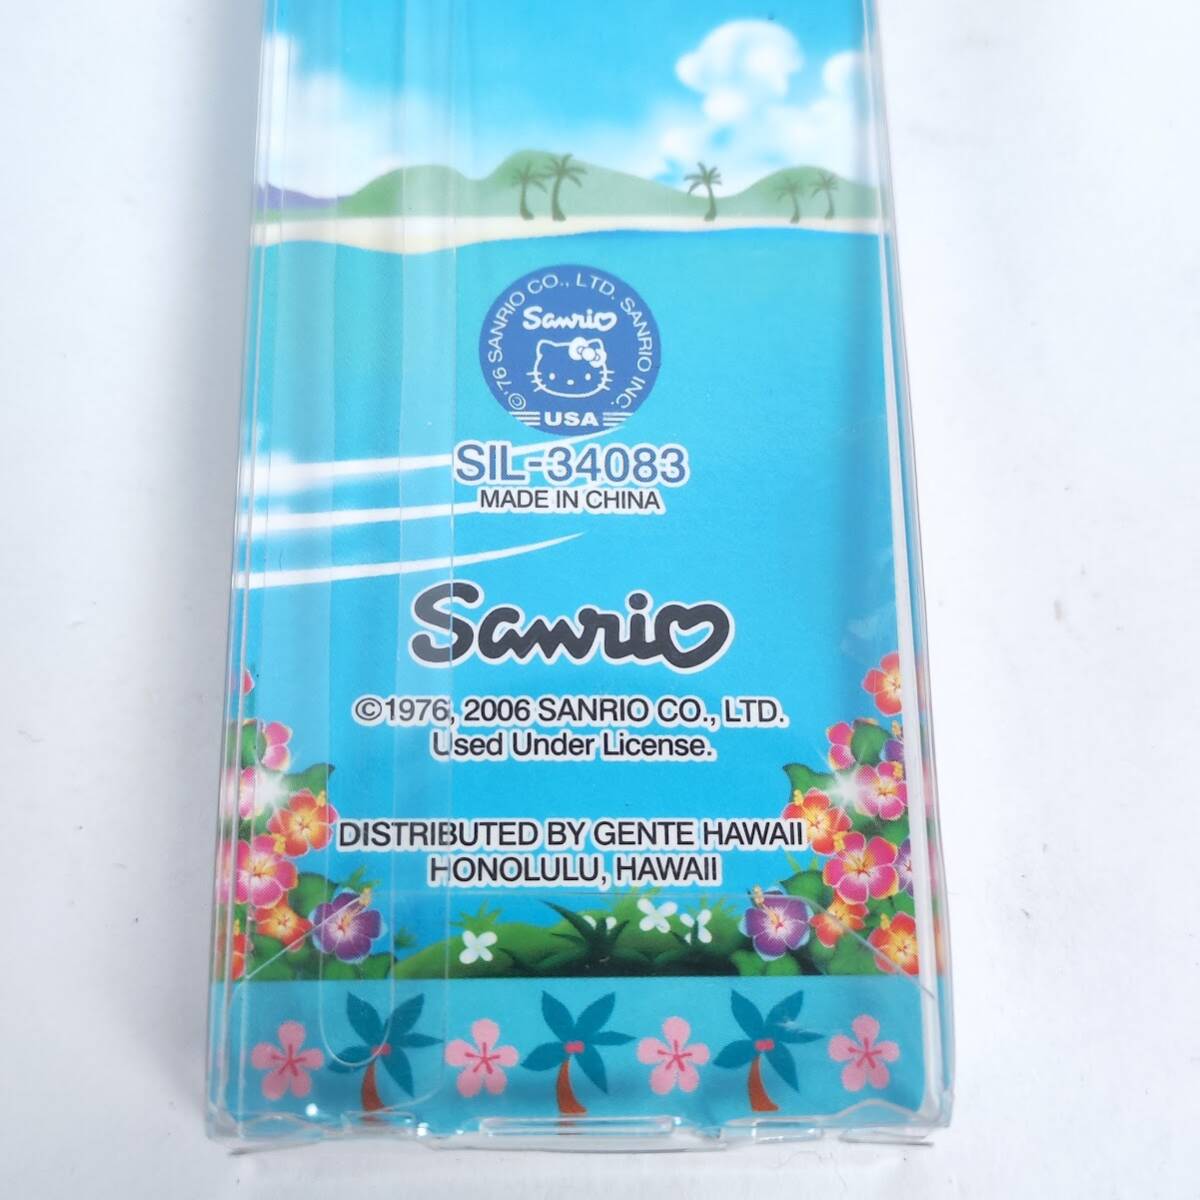 ©'76 SANRIO CO., LTD. SANRIO INC.
Sanrio
USA
SIL-34083
MADE IN CHINA
Sanrio
©1976, 2006 SANRIO CO., LTD.
Used Under License.
DISTRIBUTED BY GENTE HAWAII
HONOLULU, HAWAII